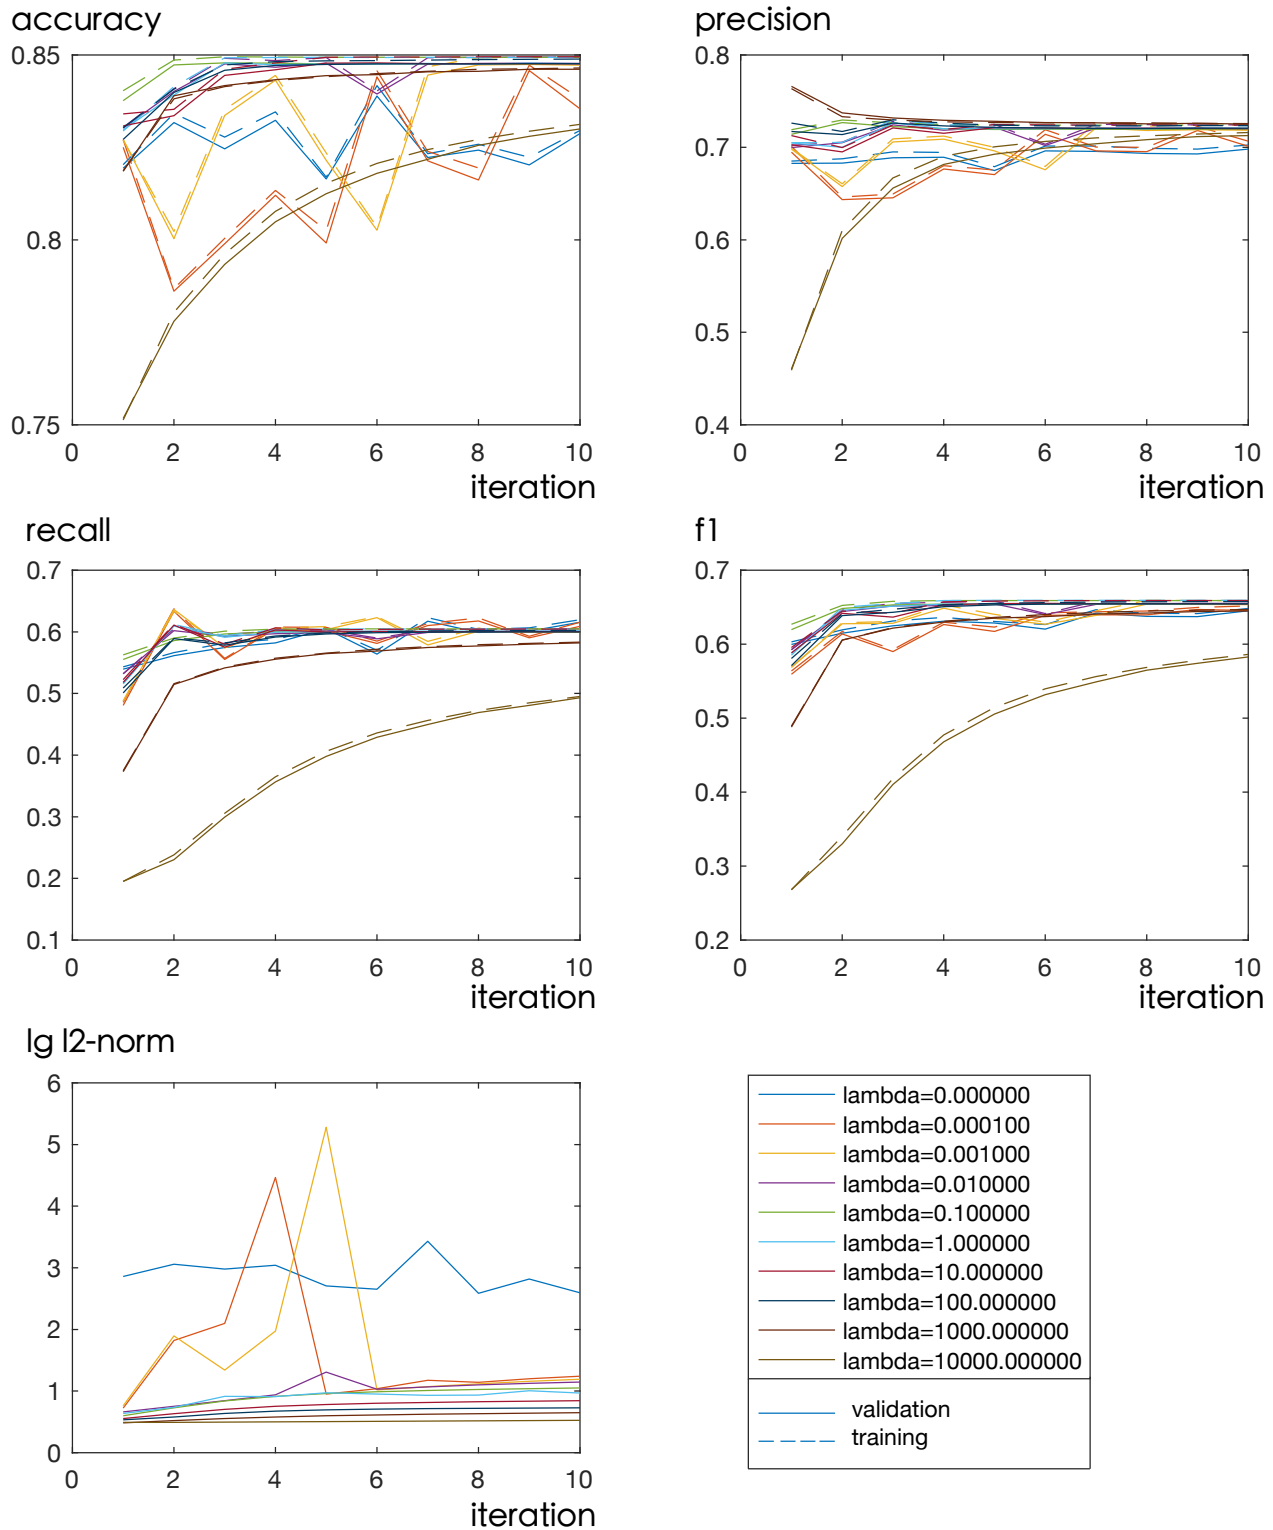 accuracy
0.85
0.8
0.75
0 2 4 6 8 10
iteration
precision
0.8
0.7
0.6
0.5
0.4
0 2 4 6 8 10
iteration
recall
0.7
0.6
0.5
0.4
0.3
0.2
0.1
0 2 4 6 8 10
iteration
f1
0.7
0.6
0.5
0.4
0.3
0.2
0 2 4 6 8 10
iteration
lg l2-norm
6
5
4
3
2
1
0
0 2 4 6 8 10
iteration
lambda=0.000000
lambda=0.000100
lambda=0.001000
lambda=0.010000
lambda=0.100000
lambda=1.000000
lambda=10.000000
lambda=100.000000
lambda=1000.000000
lambda=10000.000000
validation
training